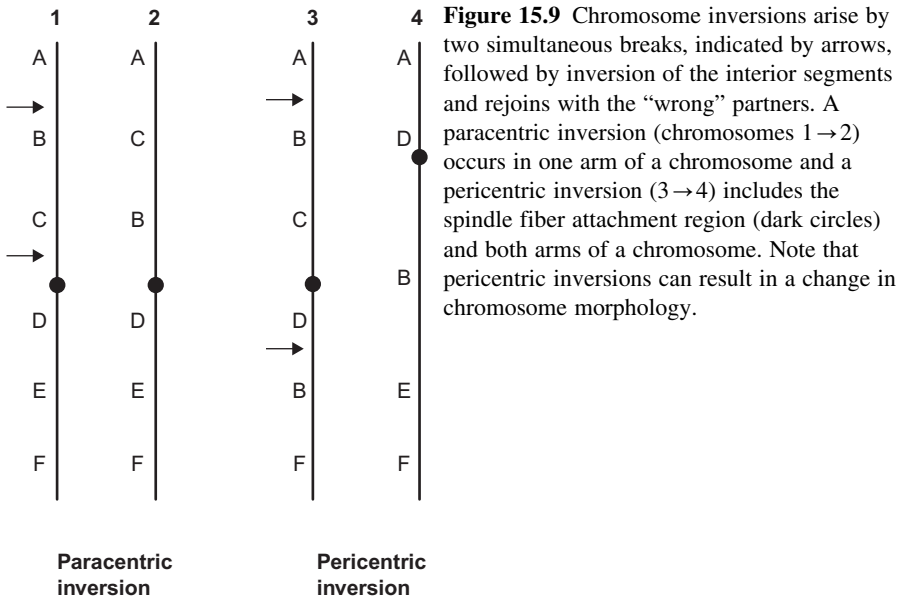 1 2 3 4
A A A A
B C B D
C B C
B
D D D
E E B E
F F F F
Paracentric
inversion
Pericentric
inversion
Figure 15.9 Chromosome inversions arise by
two simultaneous breaks, indicated by arrows,
followed by inversion of the interior segments
and rejoins with the “wrong” partners. A
paracentric inversion (chromosomes 1→2)
occurs in one arm of a chromosome and a
pericentric inversion (3→4) includes the
spindle fiber attachment region (dark circles)
and both arms of a chromosome. Note that
pericentric inversions can result in a change in
chromosome morphology.